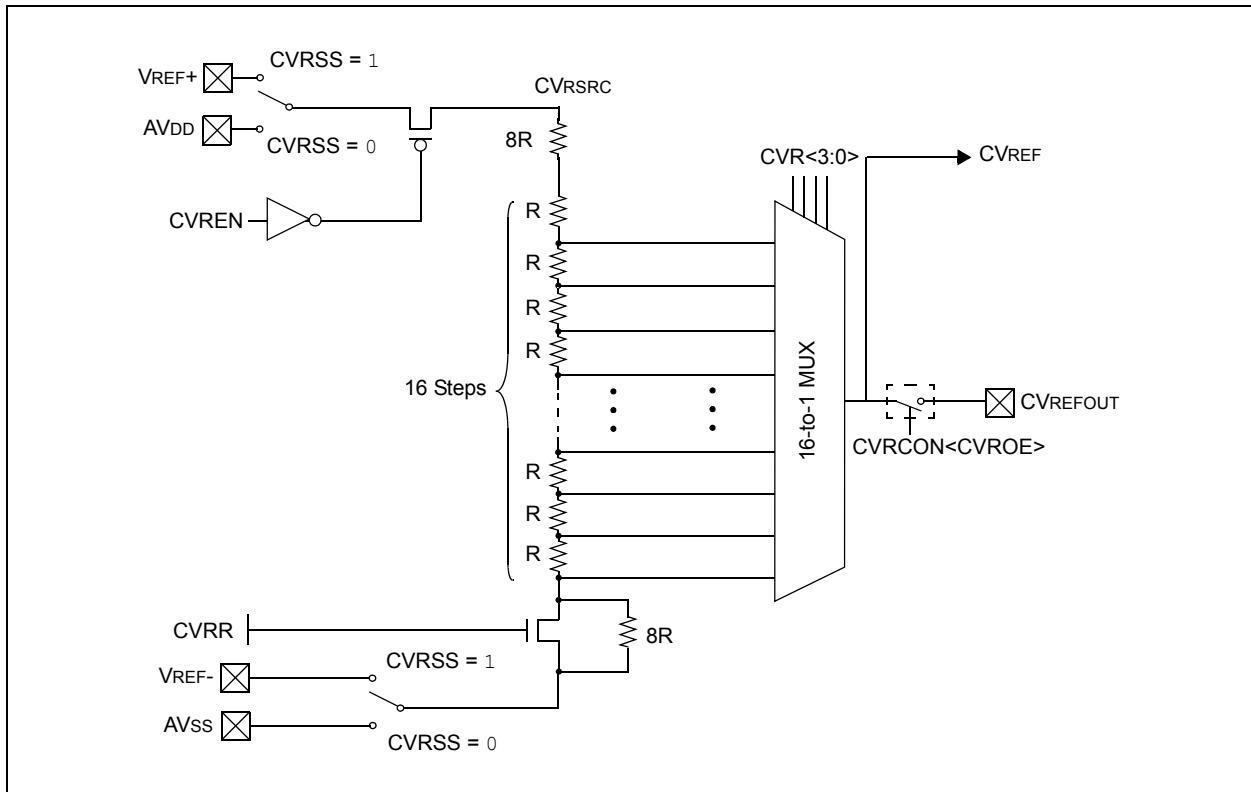 CVRSS = 1
VREF+
CVRSRC
AVDD
8R
CVRSS = 0
CVR<3:0>
CVREF
CVREN
R
R
R
R
16 Steps
16-to-1 MUX
CVREFOUT
CVRCON<CVROE>
R
R
R
CVRR
8R
CVRSS = 1
VREF-
AVSS
CVRSS = 0